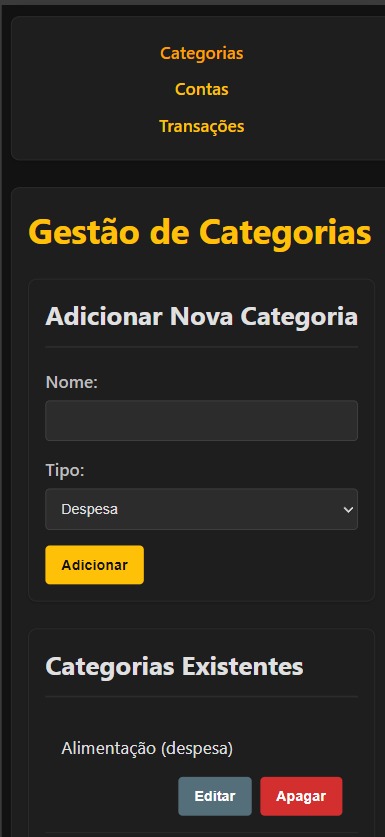 Categorias
Contas
Transações
Gestão de Categorias
Adicionar Nova Categoria
Nome:
Tipo:
Despesa
Adicionar
Categorias Existentes
Alimentação (despesa)
Editar Apagar